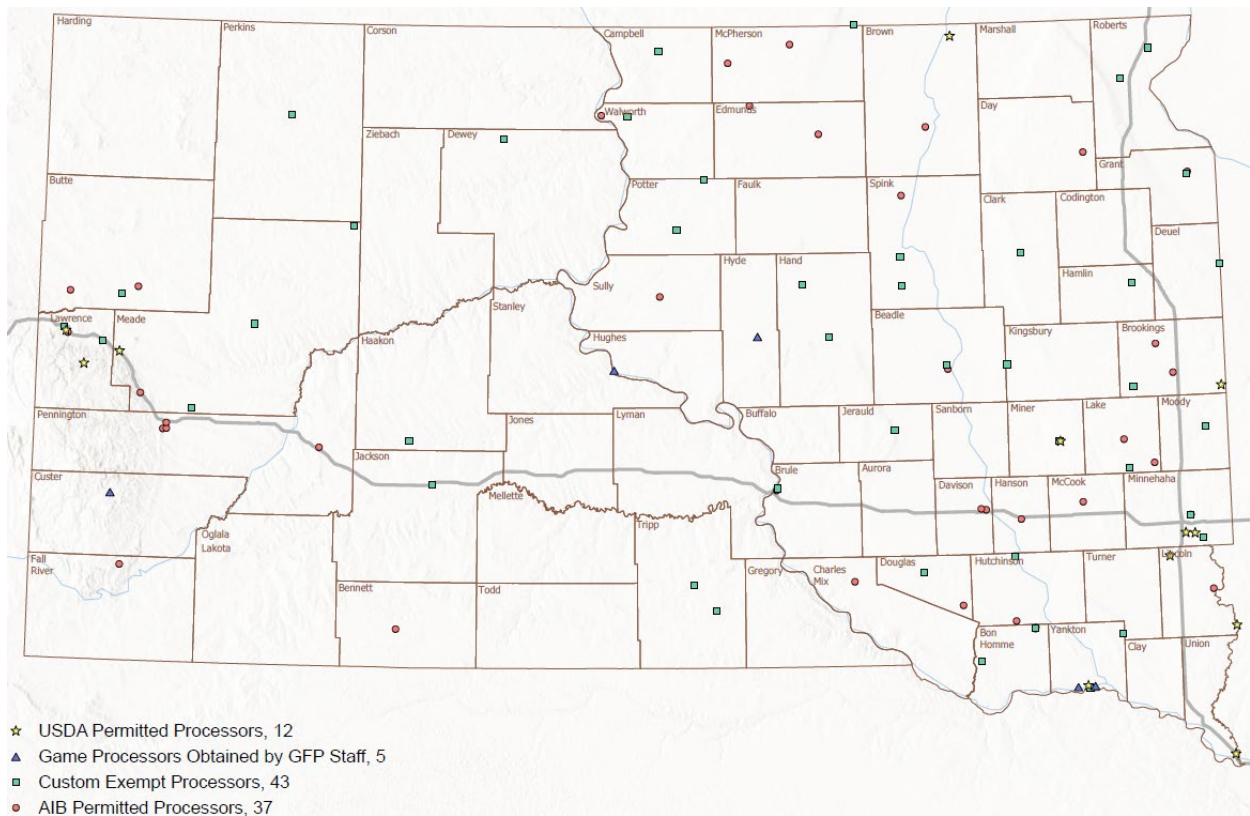 Harding
Perkins
Corson
Campbell
McPherson
Brown
Marshall
Roberts
Walworth
Edmunds
Day
Ziebach
Dewey
Grant
Butte
Potter
Faulk
Spink
Clark
Codington
Deuel
Hyde
Hand
Hamlin
Sully
Stanley
Lawrence
Meade
Beadle
Kingsbury
Brookings
Haakon
Hughes
Pennington
Jones
Lyman
Buffalo
Jerauld
Sanborn
Miner
Lake
Moody
Jackson
Custer
Brule
Aurora
Davison
Hanson
McCook
Minnehaha
Mellette
Oglala
Lakota
Tripp
Fall
River
Lincoln
Bennett
Todd
Gregory
Charles
Mix
Douglas
Hutchinson
Turner
Bon
Homme
Yankton
Clay
Union
USDA Permitted Processors, 12
Game Processors Obtained by GFP Staff, 5
Custom Exempt Processors, 43
AIB Permitted Processors, 37